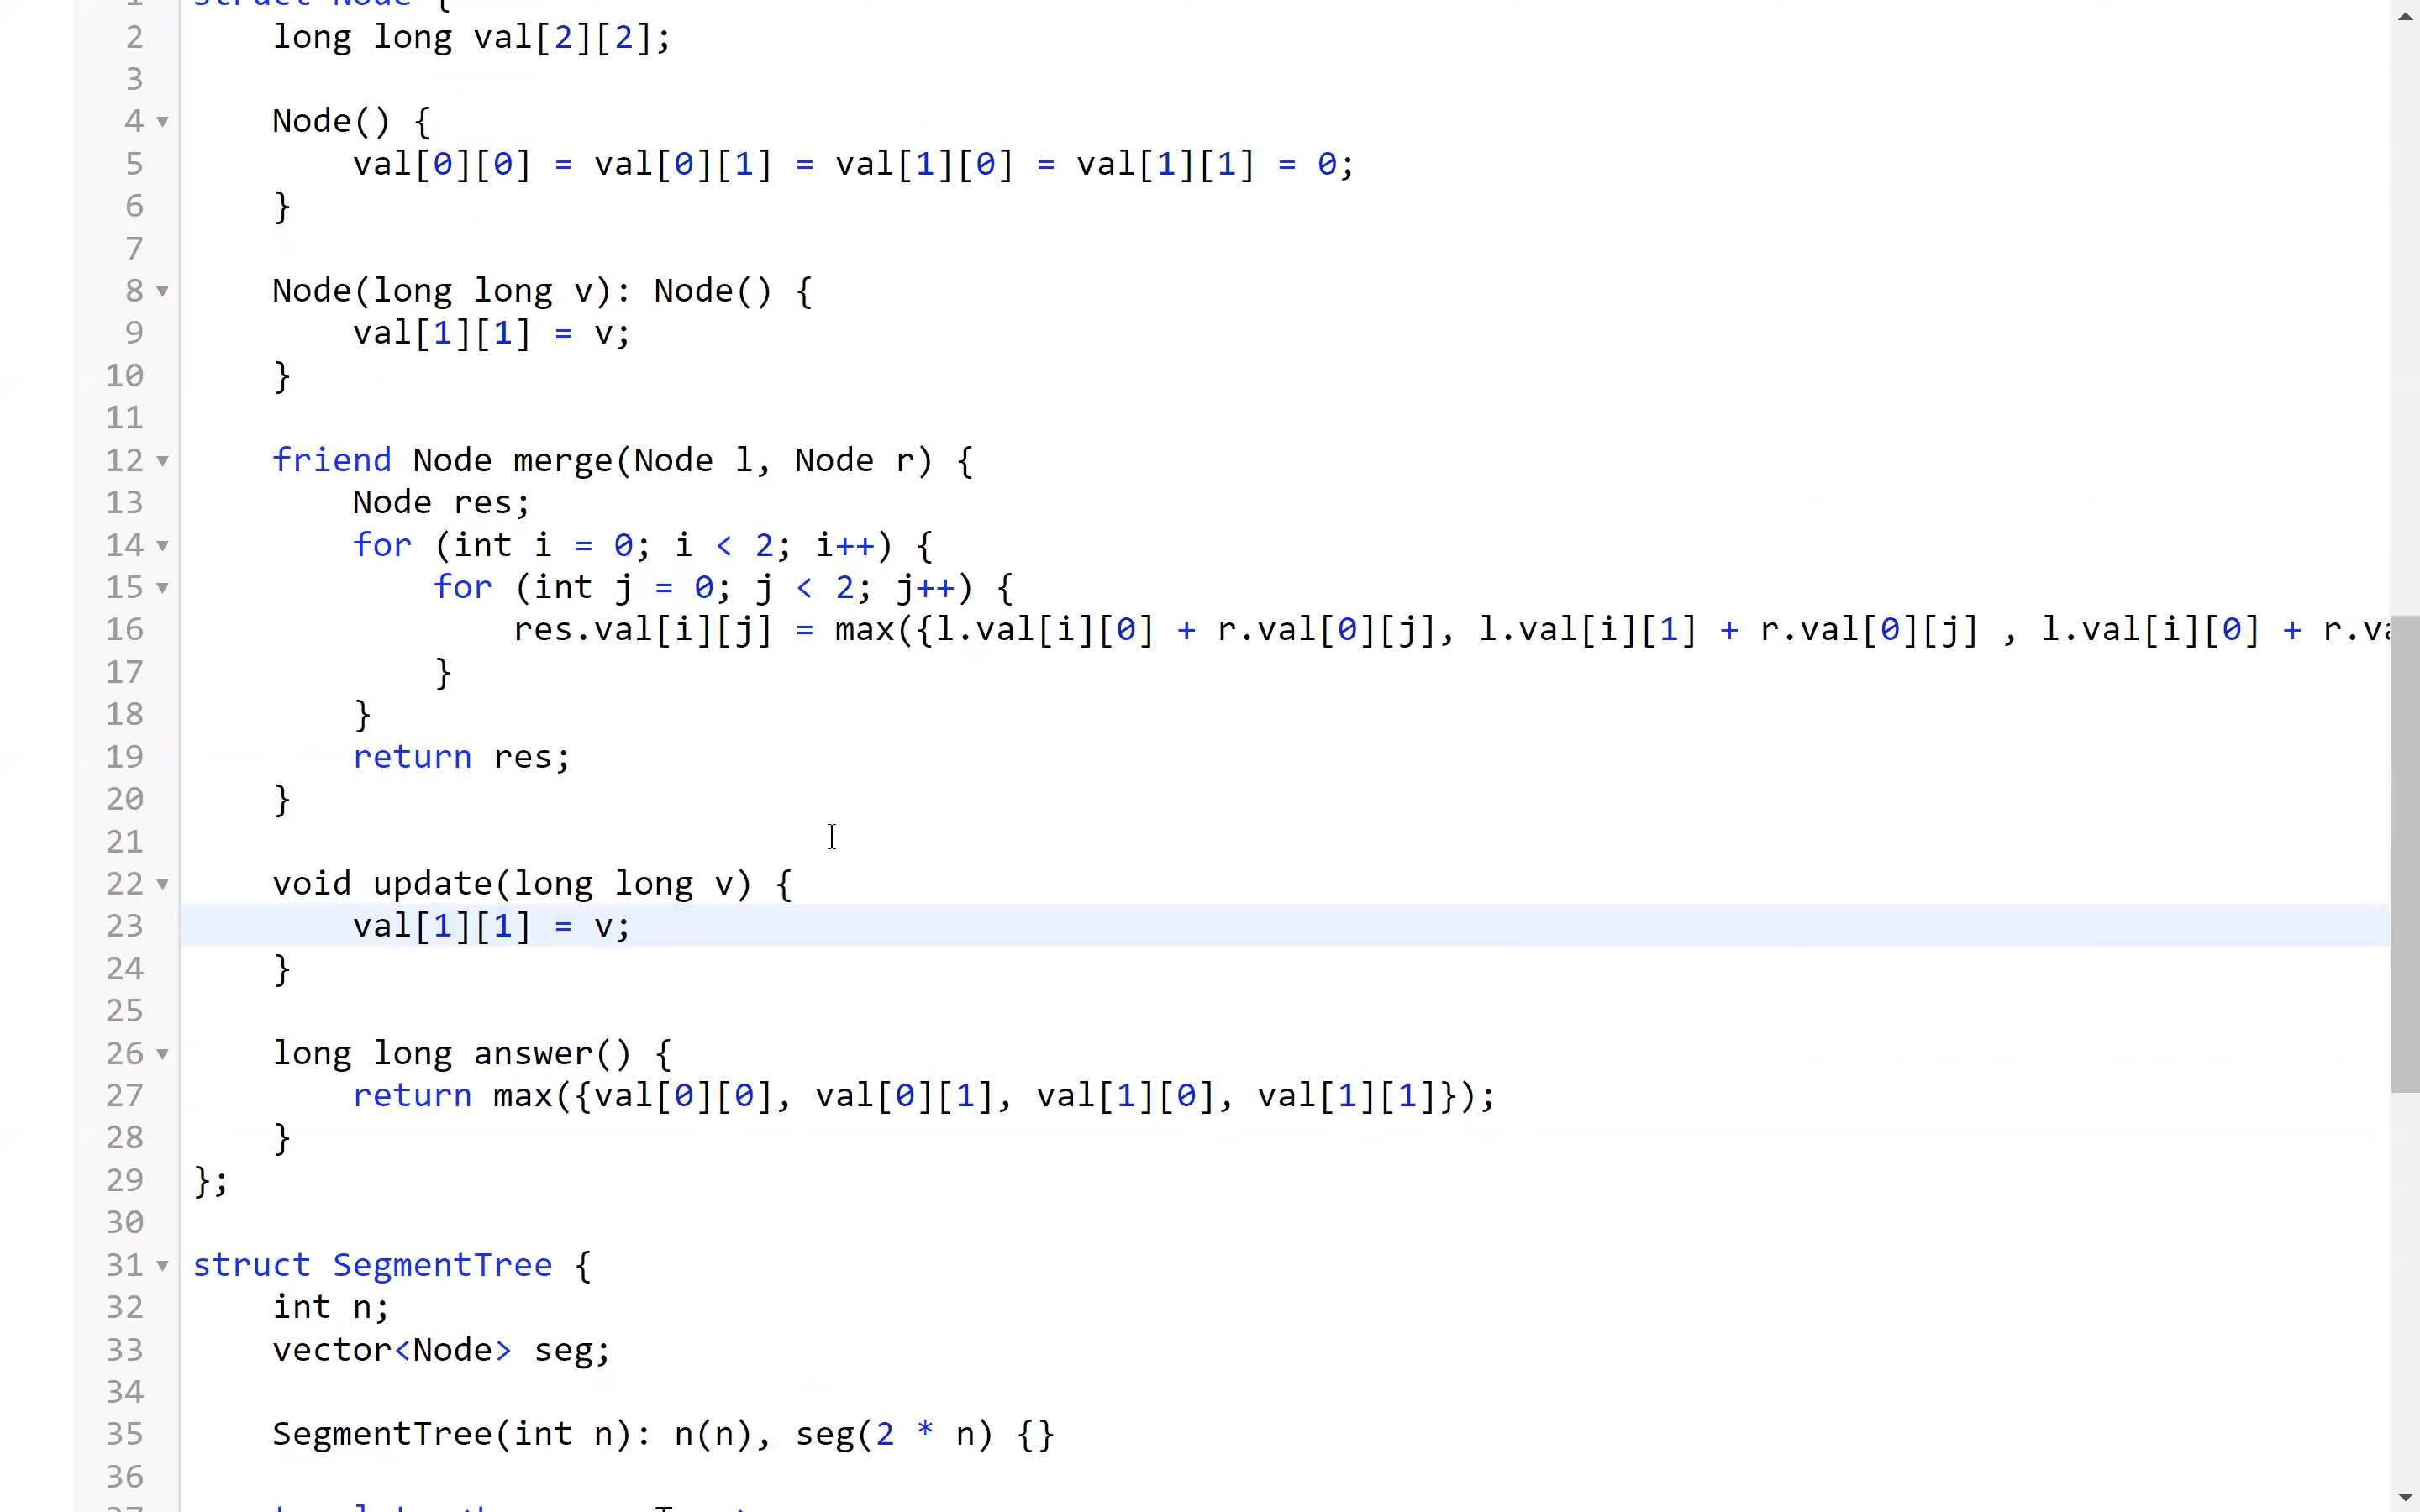 1 struct Node {
2     long long val[2][2];
3
4     Node() {
5         val[0][0] = val[0][1] = val[1][0] = val[1][1] = 0;
6     }
7
8     Node(long long v): Node() {
9         val[1][1] = v;
10     }
11
12     friend Node merge(Node l, Node r) {
13         Node res;
14         for (int i = 0; i < 2; i++) {
15             for (int j = 0; j < 2; j++) {
16                 res.val[i][j] = max({l.val[i][0] + r.val[0][j], l.val[i][1] + r.val[0][j] , l.val[i][0] + r.va
17             }
18         }
19         return res;
20     }
21
22     void update(long long v) {
23         val[1][1] = v;
24     }
25
26     long long answer() {
27         return max({val[0][0], val[0][1], val[1][0], val[1][1]});
28     }
29 };
30
31 struct SegmentTree {
32     int n;
33     vector<Node> seg;
34
35     SegmentTree(int n): n(n), seg(2 * n) {}
36